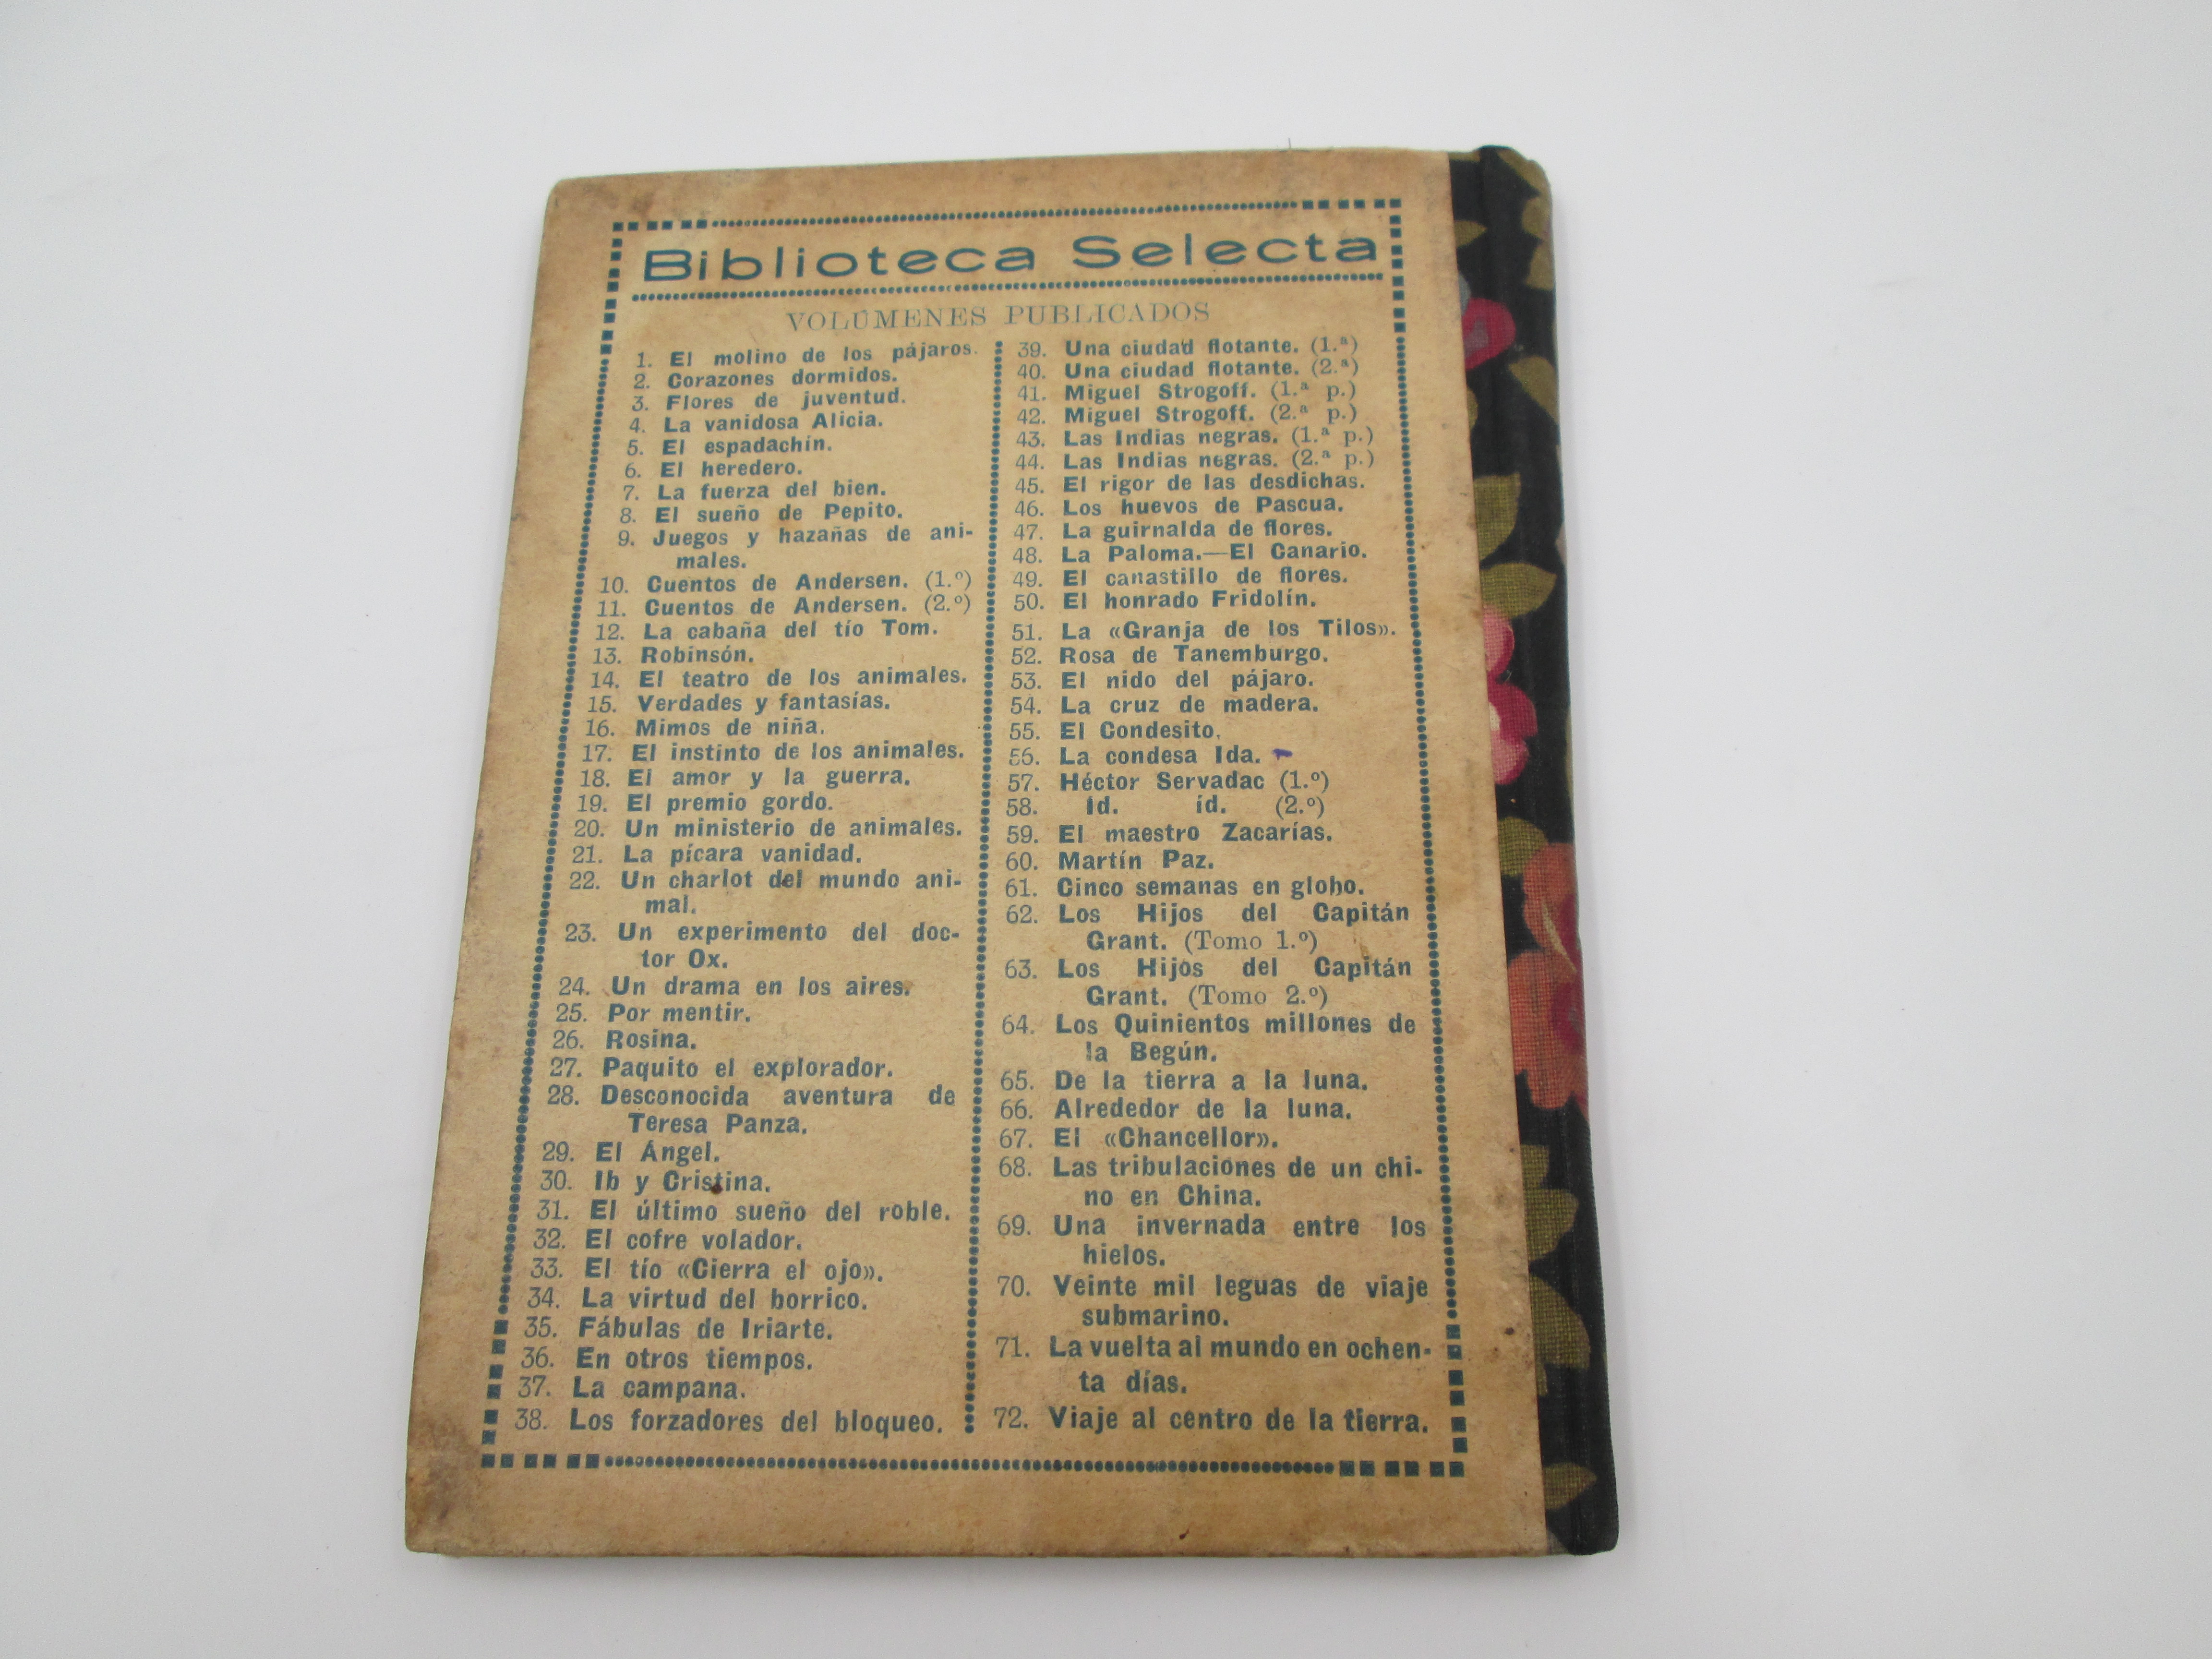 Biblioteca Selecta
VOLÚMENES PUBLICADOS
1. El molino de los pájaros.
2. Corazones dormidos.
3. Flores de juventud.
4. La vanidosa Alicia.
5. El espadachín.
6. El heredero.
7. La fuerza del bien.
8. El sueño de Pepito.
9. Juegos y hazañas de ani-
males.
10. Cuentos de Andersen. (1.º)
11. Cuentos de Andersen. (2.º)
12. La cabaña del tío Tom.
13. Robinsón.
14. El teatro de los animales.
15. Verdades y fantasías.
16. Mimos de niña.
17. El instinto de los animales.
18. El amor y la guerra.
19. El premio gordo.
20. Un ministerio de animales.
21. La pícara vanidad.
22. Un charlot del mundo ani-
mal.
23. Un experimento del doc-
tor Ox.
24. Un drama en los aires.
25. Por mentir.
26. Rosina.
27. Paquito el explorador.
28. Desconocida aventura de
Teresa Panza.
29. El Ángel.
30. Ib y Cristina.
31. El último sueño del roble.
32. El cofre volador.
33. El tío «Cierra el ojo».
34. La virtud del borrico.
35. Fábulas de Iriarte.
36. En otros tiempos.
37. La campana.
38. Los forzadores del bloqueo.
39. Una ciudad flotante. (1.ª)
40. Una ciudad flotante. (2.ª)
41. Miguel Strogoff. (1.ª p.)
42. Miguel Strogoff. (2.ª p.)
43. Las Indias negras. (1.ª p.)
44. Las Indias negras. (2.ª p.)
45. El rigor de las desdichas.
46. Los huevos de Pascua.
47. La guirnalda de flores.
48. La Paloma.—El Canario.
49. El canastillo de flores.
50. El honrado Fridolín.
51. La «Granja de los Tilos».
52. Rosa de Tanemburgo.
53. El nido del pájaro.
54. La cruz de madera.
55. El Condesito.
56. La condesa Ida.
57. Héctor Servadac (1.º)
58. Íd. íd. (2.º)
59. El maestro Zacarías.
60. Martín Paz.
61. Cinco semanas en globo.
62. Los Hijos del Capitán
Grant. (Tomo 1.º)
63. Los Hijos del Capitán
Grant. (Tomo 2.º)
64. Los Quinientos millones de
la Begún.
65. De la tierra a la luna.
66. Alrededor de la luna.
67. El «Chancellor».
68. Las tribulaciones de un chi-
no en China.
69. Una invernada entre los
hielos.
70. Veinte mil leguas de viaje
submarino.
71. La vuelta al mundo en ochen-
ta días.
72. Viaje al centro de la tierra.